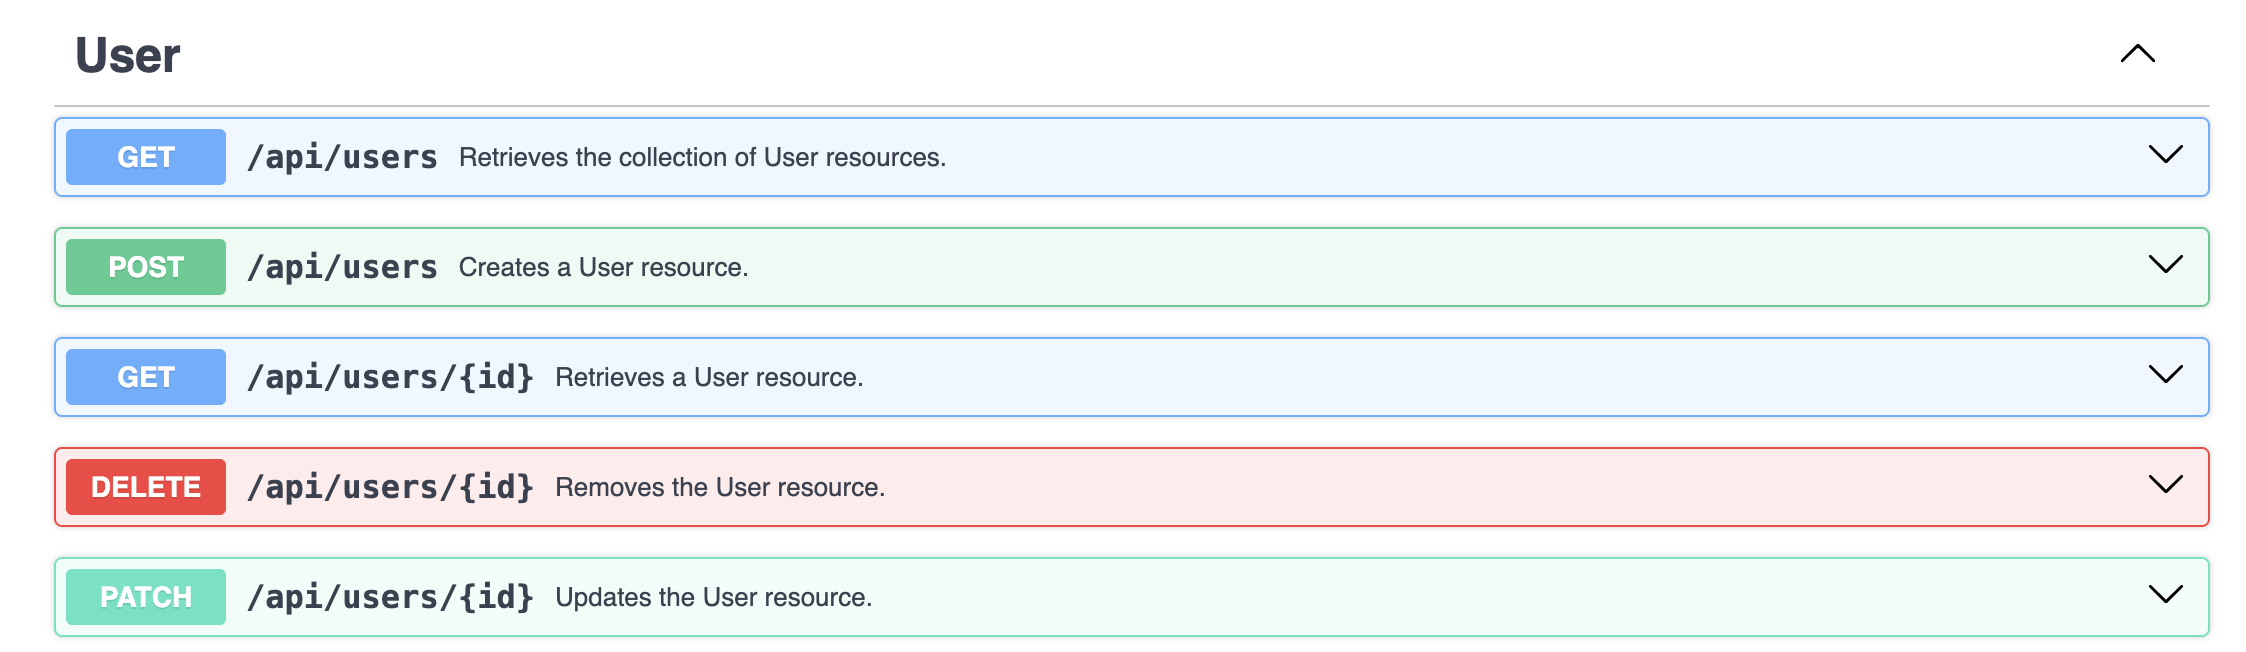 User
GET /api/users Retrieves the collection of User resources.
POST /api/users Creates a User resource.
GET /api/users/{id} Retrieves a User resource.
DELETE /api/users/{id} Removes the User resource.
PATCH /api/users/{id} Updates the User resource.